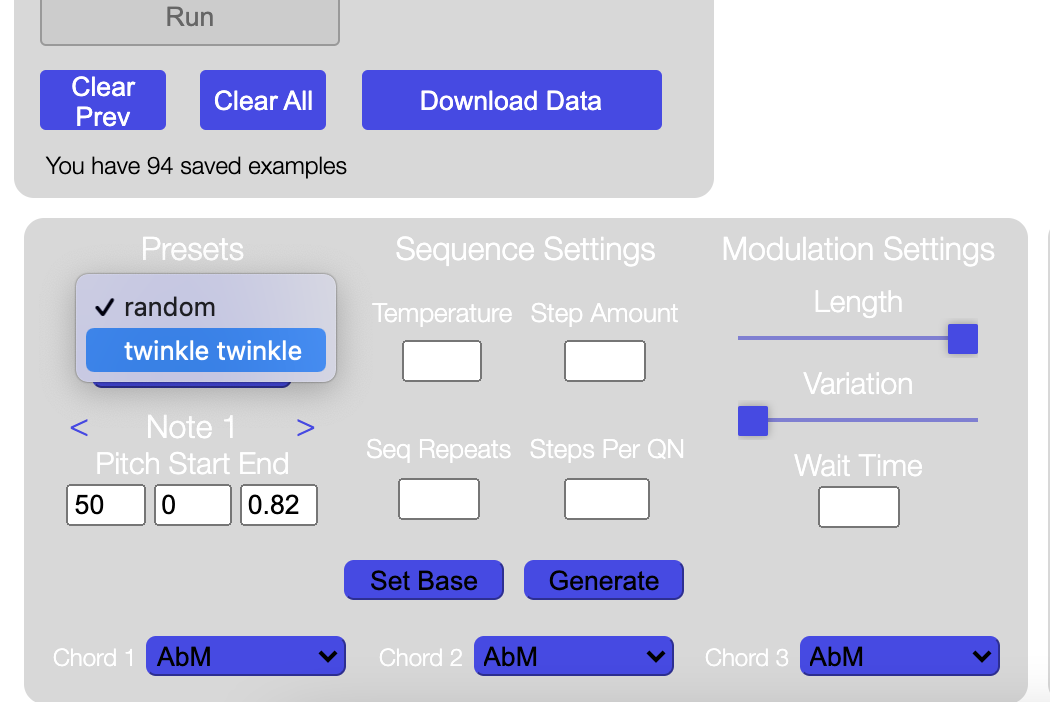 Run
Clear
Prev
Clear All
Download Data
You have 94 saved examples
Presets
Sequence Settings
Modulation Settings
✓ random
twinkle twinkle
Temperature
Step Amount
Length
Variation
< Note 1 >
Pitch Start End
50 0 0.82
Seq Repeats
Steps Per QN
Wait Time
Set Base
Generate
Chord 1 AbM
Chord 2 AbM
Chord 3 AbM